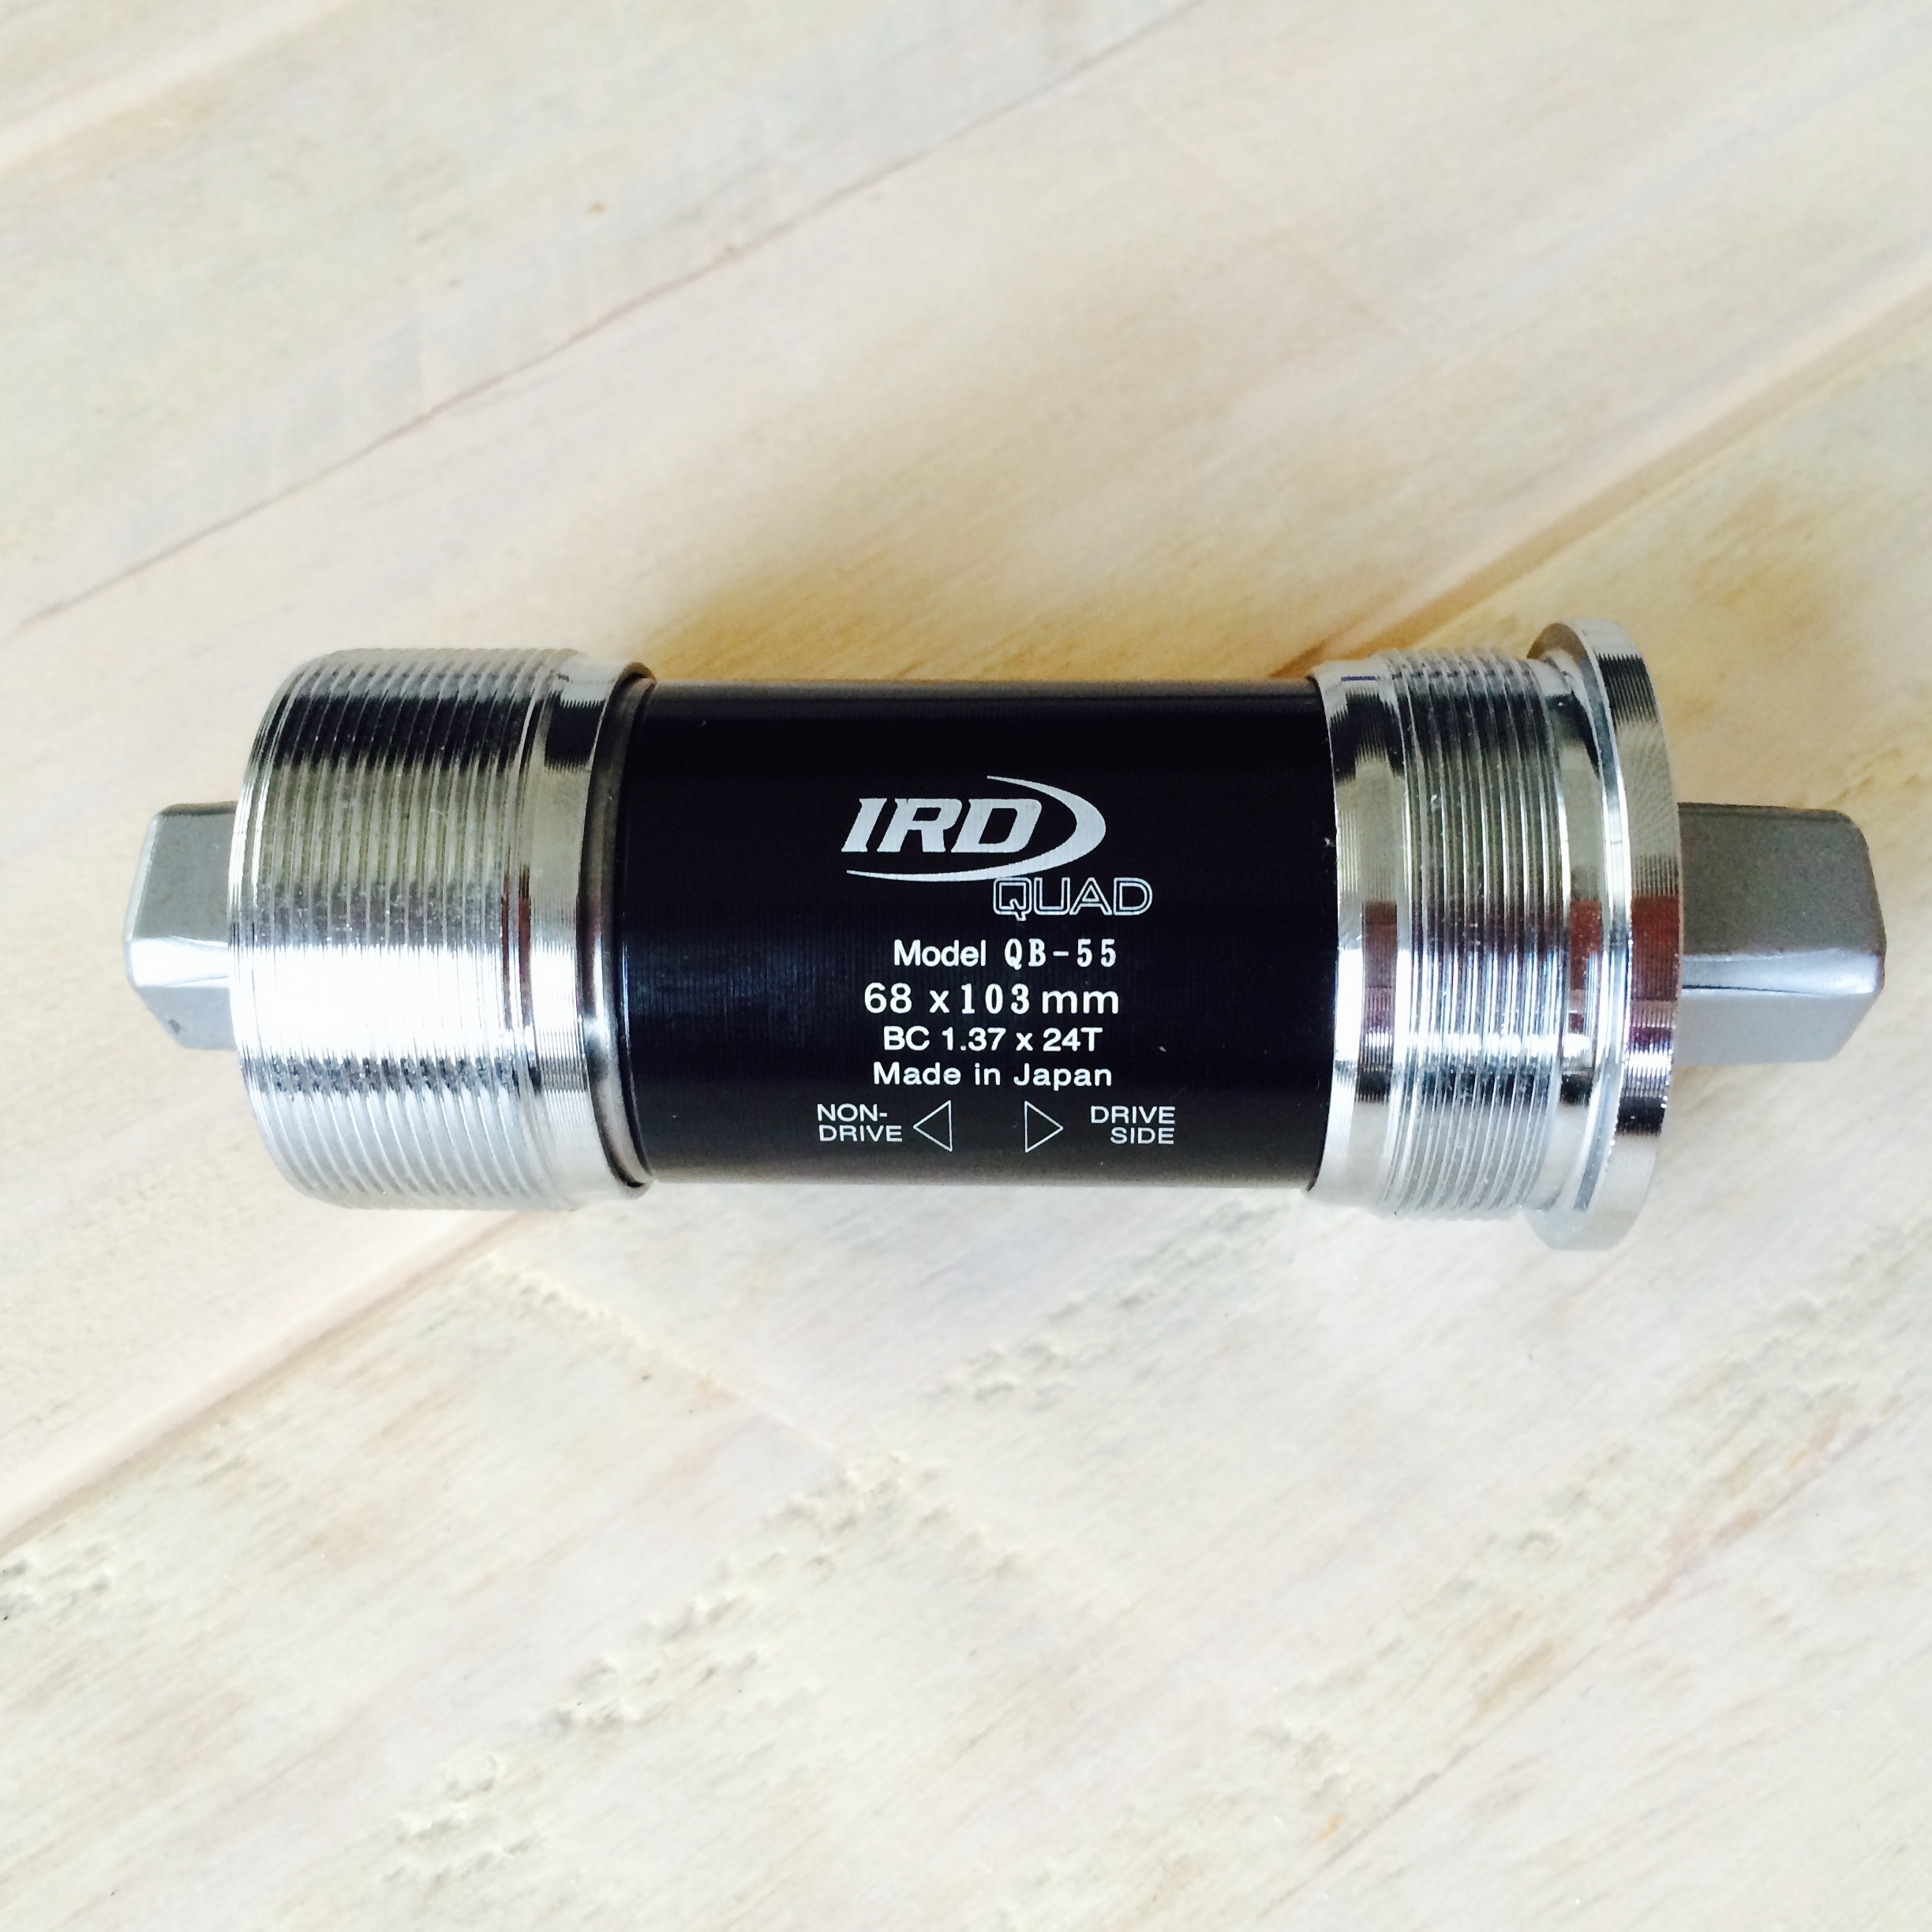 IRD
QUAD
Model QB-55
68 x 103 mm
BC 1.37 x 24T
Made in Japan
NON- DRIVE
DRIVE SIDE